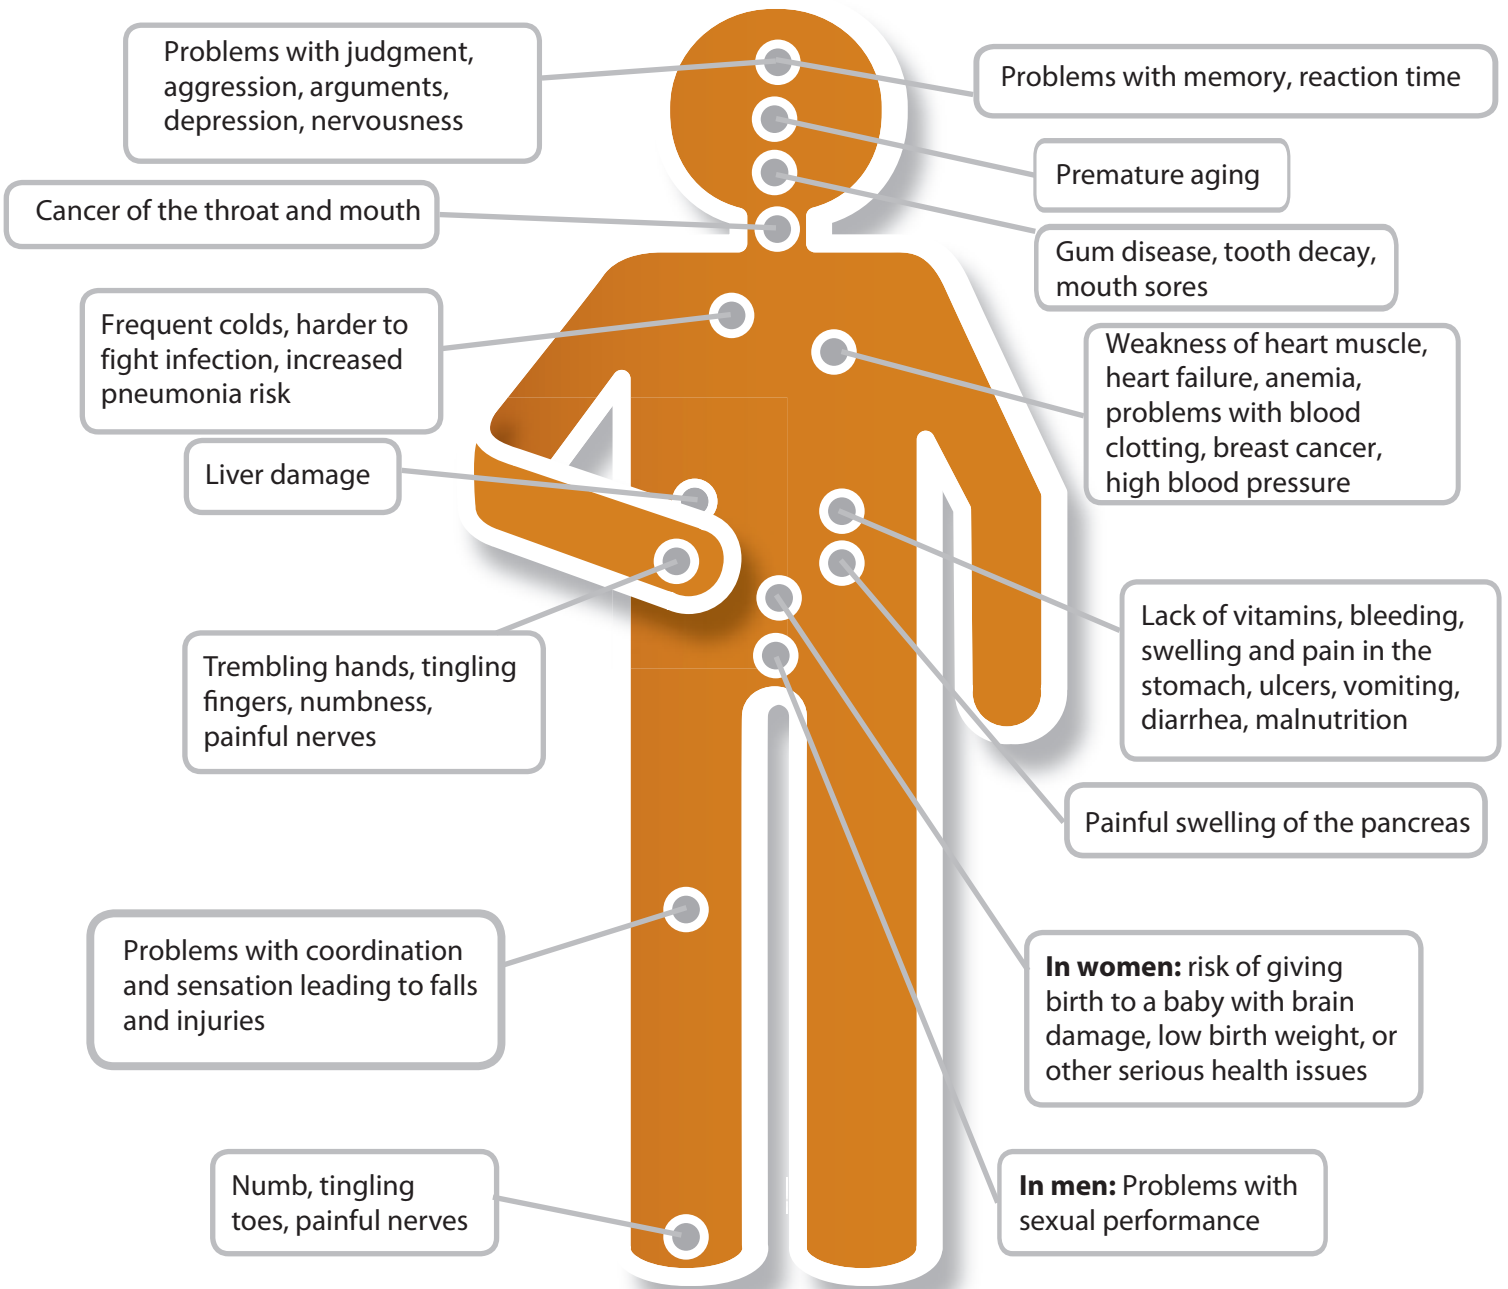 Problems with judgment,
aggression, arguments,
depression, nervousness
Problems with memory, reaction time
Premature aging
Cancer of the throat and mouth
Gum disease, tooth decay,
mouth sores
Frequent colds, harder to
fight infection, increased
pneumonia risk
Weakness of heart muscle,
heart failure, anemia,
problems with blood
clotting, breast cancer,
high blood pressure
Liver damage
Lack of vitamins, bleeding,
swelling and pain in the
stomach, ulcers, vomiting,
diarrhea, malnutrition
Trembling hands, tingling
fingers, numbness,
painful nerves
Painful swelling of the pancreas
Problems with coordination
and sensation leading to falls
and injuries
In women: risk of giving
birth to a baby with brain
damage, low birth weight, or
other serious health issues
Numb, tingling
toes, painful nerves
In men: Problems with
sexual performance